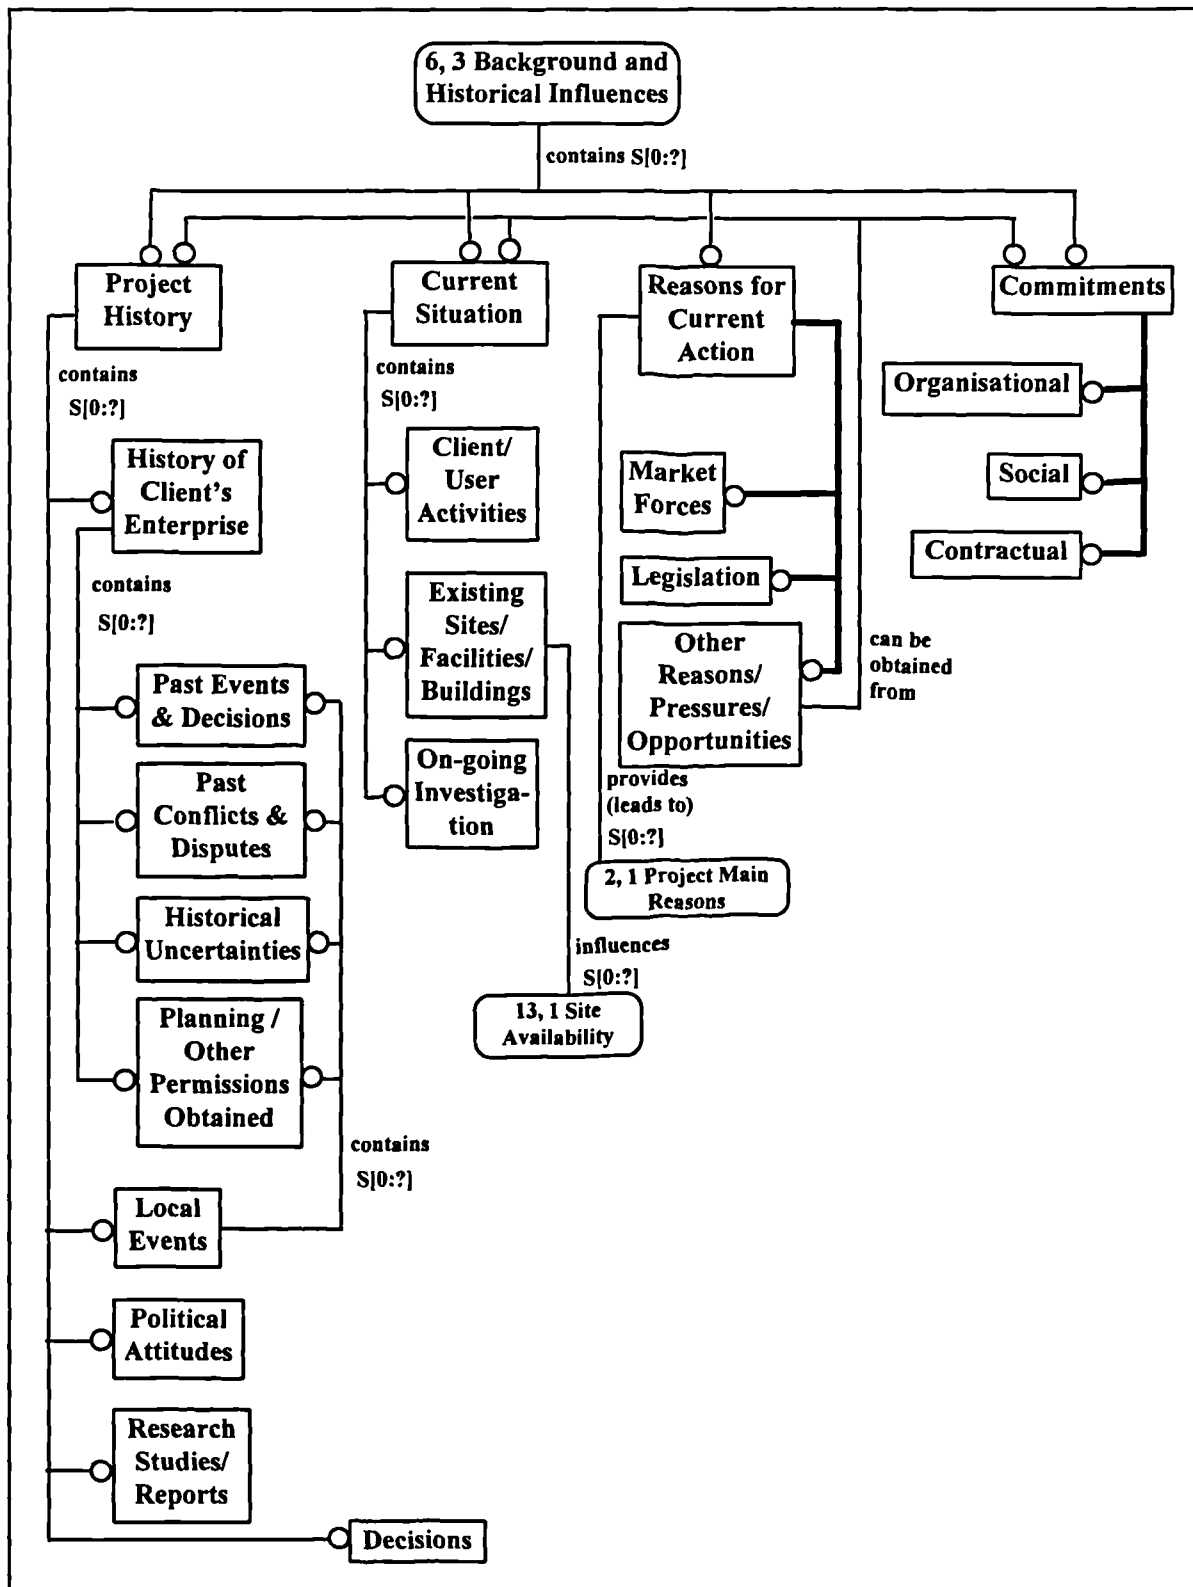 6, 3 Background and
Historical Influences
contains S[0:?]
Project
History
Current
Situation
Reasons for
Current
Action
Commitments
contains
S[0:?]
contains
S[0:?]
Organisational
Social
Contractual
History of
Client's
Enterprise
Client/
User
Activities
Market
Forces
Legislation
contains
S[0:?]
Existing
Sites/
Facilities/
Buildings
Other
Reasons/
Pressures/
Opportunities
can be
obtained
from
Past Events
& Decisions
On-going
Investiga-
tion
provides
(leads to)
S[0:?]
Past
Conflicts &
Disputes
2, 1 Project Main
Reasons
Historical
Uncertainties
influences
S[0:?]
13, 1 Site
Availability
Planning /
Other
Permissions
Obtained
contains
S[0:?]
Local
Events
Political
Attitudes
Research
Studies/
Reports
Decisions